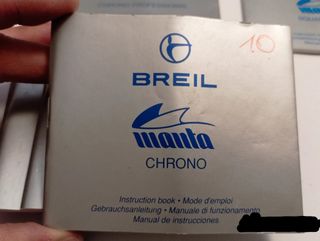 10
BREIL
manta
CHRONO
Instruction book • Mode d'emploi
Gebrauchsanleitung • Manuale di funzionamento
Manual de instrucciones